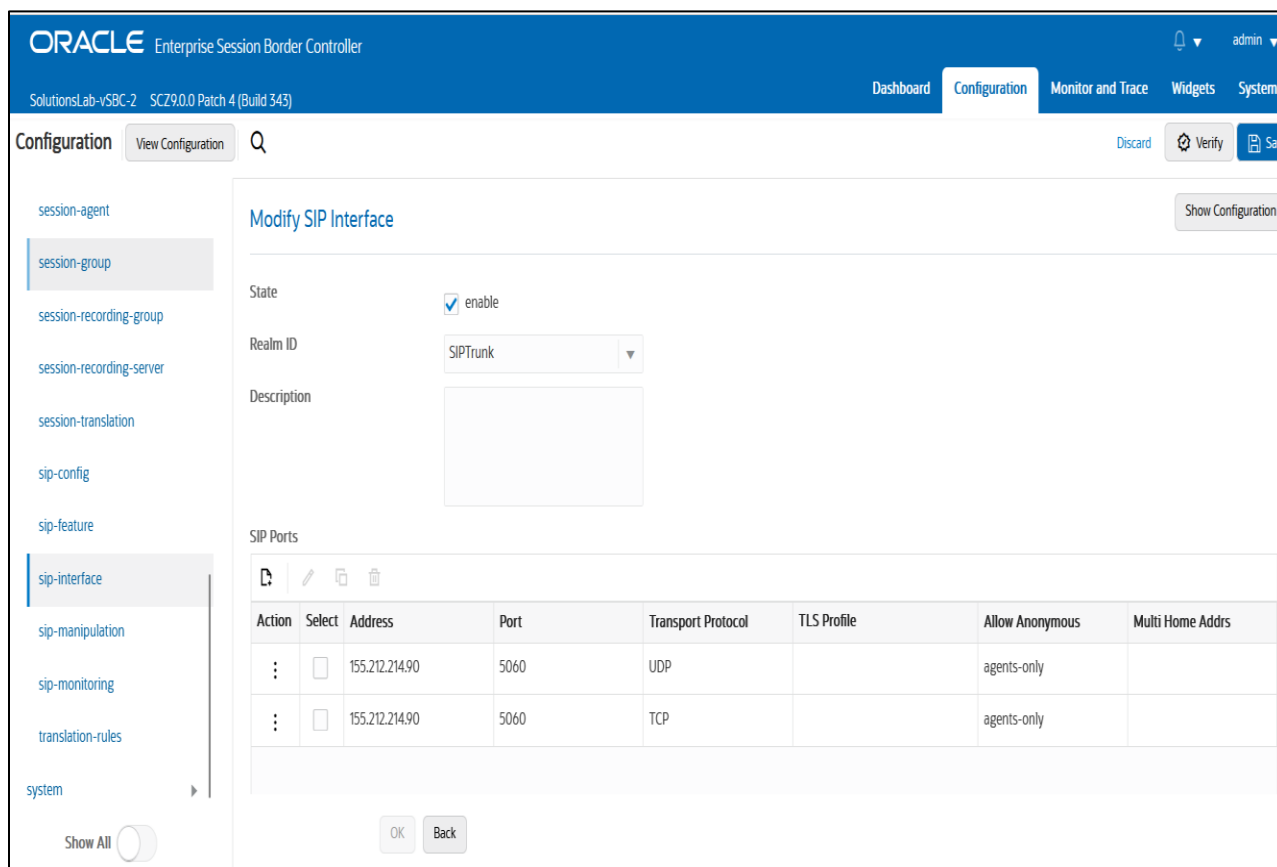 ORACLE Enterprise Session Border Controller
admin
SolutionsLab-vSBC-2 SCZ9.0.0 Patch 4 (Build 343)
Dashboard Configuration Monitor and Trace Widgets System
Configuration View Configuration Discard Verify Sa
session-agent
session-group
session-recording-group
session-recording-server
session-translation
sip-config
sip-feature
sip-interface
sip-manipulation
sip-monitoring
translation-rules
system
Show All
Modify SIP Interface
Show Configuration
State
enable
Realm ID
SIPTrunk
Description
SIP Ports
Action Select Address Port Transport Protocol TLS Profile Allow Anonymous Multi Home Addrs
155.212.214.90 5060 UDP agents-only
155.212.214.90 5060 TCP agents-only
OK Back